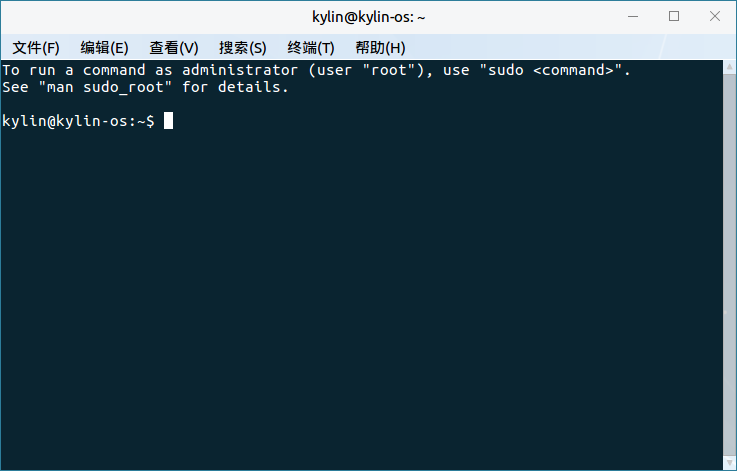 kylin@kylin-os: ~
文件(F) 编辑(E) 查看(V) 搜索(S) 终端(T) 帮助(H)
To run a command as administrator (user "root"), use "sudo <command>".
See "man sudo_root" for details.
kylin@kylin-os:~$